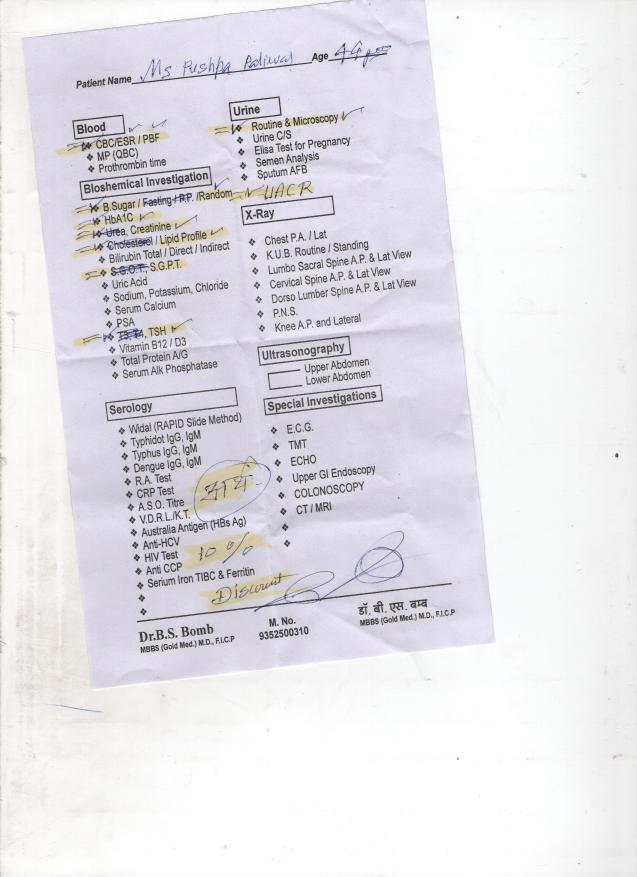 Patient Name Ms Pushpa Paliwal Age
Blood
❖ CBC/ESR / PBF
❖ MP (QBC)
❖ Prothrombin time
Bioshemical Investigation
❖ B.Sugar / Fasting / P.P. /Random
❖ HbA1C
❖ Urea, Creatinine
❖ Cholesterol / Lipid Profile
❖ Bilirubin Total / Direct / Indirect
❖ S.G.O.T., S.G.P.T.
❖ Uric Acid
❖ Sodium, Potassium, Chloride
❖ Serum Calcium
❖ PSA
❖ T3, T4, TSH
❖ Vitamin B12 / D3
❖ Total Protein A/G
❖ Serum Alk Phosphatase
Serology
❖ Widal (RAPID Slide Method)
❖ Typhidot IgG, IgM
❖ Typhus IgG, IgM
❖ Dengue IgG, IgM
❖ R.A. Test
❖ CRP Test
❖ A.S.O. Titre
❖ V.D.R.L./K.T.
❖ Australia Antigen (HBs Ag)
❖ Anti-HCV
❖ HIV Test
❖ Anti CCP
❖ Serium Iron TIBC & Ferritin
10 %
Discount
Urine
❖ Routine & Microscopy
❖ Urine C/S
❖ Elisa Test for Pregnancy
❖ Semen Analysis
❖ Sputum AFB
UACR
X-Ray
❖ Chest P.A. / Lat
❖ K.U.B. Routine / Standing
❖ Lumbo Sacral Spine A.P. & Lat View
❖ Cervical Spine A.P. & Lat View
❖ Dorso Lumber Spine A.P. & Lat View
❖ P.N.S.
❖ Knee A.P. and Lateral
Ultrasonography
Upper Abdomen
Lower Abdomen
Special Investigations
❖ E.C.G.
❖ TMT
❖ ECHO
❖ Upper GI Endoscopy
❖ COLONOSCOPY
❖ CT / MRI
Dr.B.S. Bomb
MBBS (Gold Med.) M.D., F.I.C.P
M. No.
9352500310
डॉ. बी. एस. बम्ब
MBBS (Gold Med.) M.D., F.I.C.P